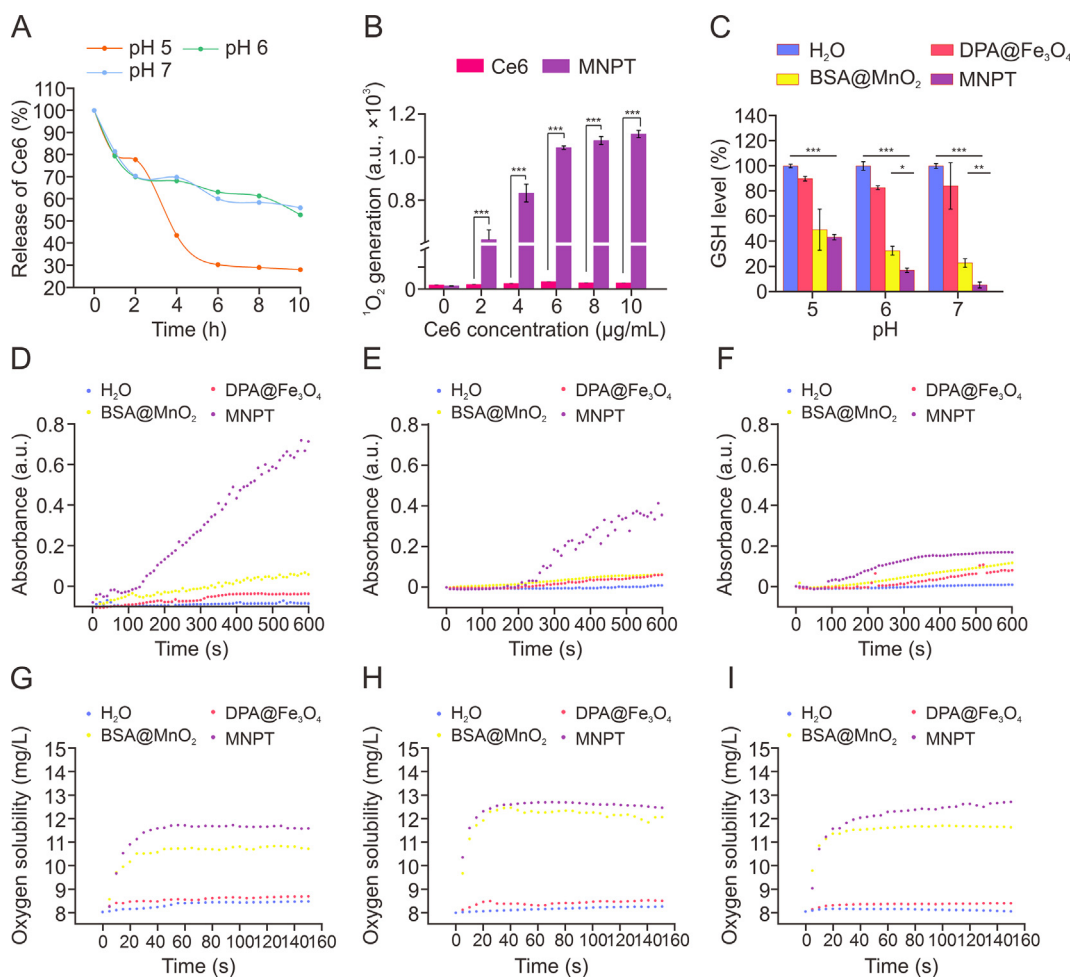 A
pH 5
pH 6
pH 7
Release of Ce6 (%)
110
100
90
80
70
60
50
40
30
20
0
2
4
6
8
10
Time (h)
B
Ce6
MNPT
¹O₂ generation (a.u., ×10³)
1.2
1.0
0.8
0
***
***
***
***
***
0
2
4
6
8
10
Ce6 concentration (μg/mL)
C
H₂O
DPA@Fe₃O₄
BSA@MnO₂
MNPT
GSH level (%)
140
120
100
80
60
40
20
0
***
***
*
***
**
5
6
7
pH
D
H₂O
DPA@Fe₃O₄
BSA@MnO₂
MNPT
Absorbance (a.u.)
0.8
0.6
0.4
0.2
0
0
100
200
300
400
500
600
Time (s)
E
H₂O
DPA@Fe₃O₄
BSA@MnO₂
MNPT
Absorbance (a.u.)
0.8
0.6
0.4
0.2
0
0
100
200
300
400
500
600
Time (s)
F
H₂O
DPA@Fe₃O₄
BSA@MnO₂
MNPT
Absorbance (a.u.)
0.8
0.6
0.4
0.2
0
0
100
200
300
400
500
600
Time (s)
G
H₂O
DPA@Fe₃O₄
BSA@MnO₂
MNPT
Oxygen solubility (mg/L)
15
14
13
12
11
10
9
8
0
20
40
60
80
100
120
140
160
Time (s)
H
H₂O
DPA@Fe₃O₄
BSA@MnO₂
MNPT
Oxygen solubility (mg/L)
15
14
13
12
11
10
9
8
0
20
40
60
80
100
120
140
160
Time (s)
I
H₂O
DPA@Fe₃O₄
BSA@MnO₂
MNPT
Oxygen solubility (mg/L)
15
14
13
12
11
10
9
8
0
20
40
60
80
100
120
140
160
Time (s)